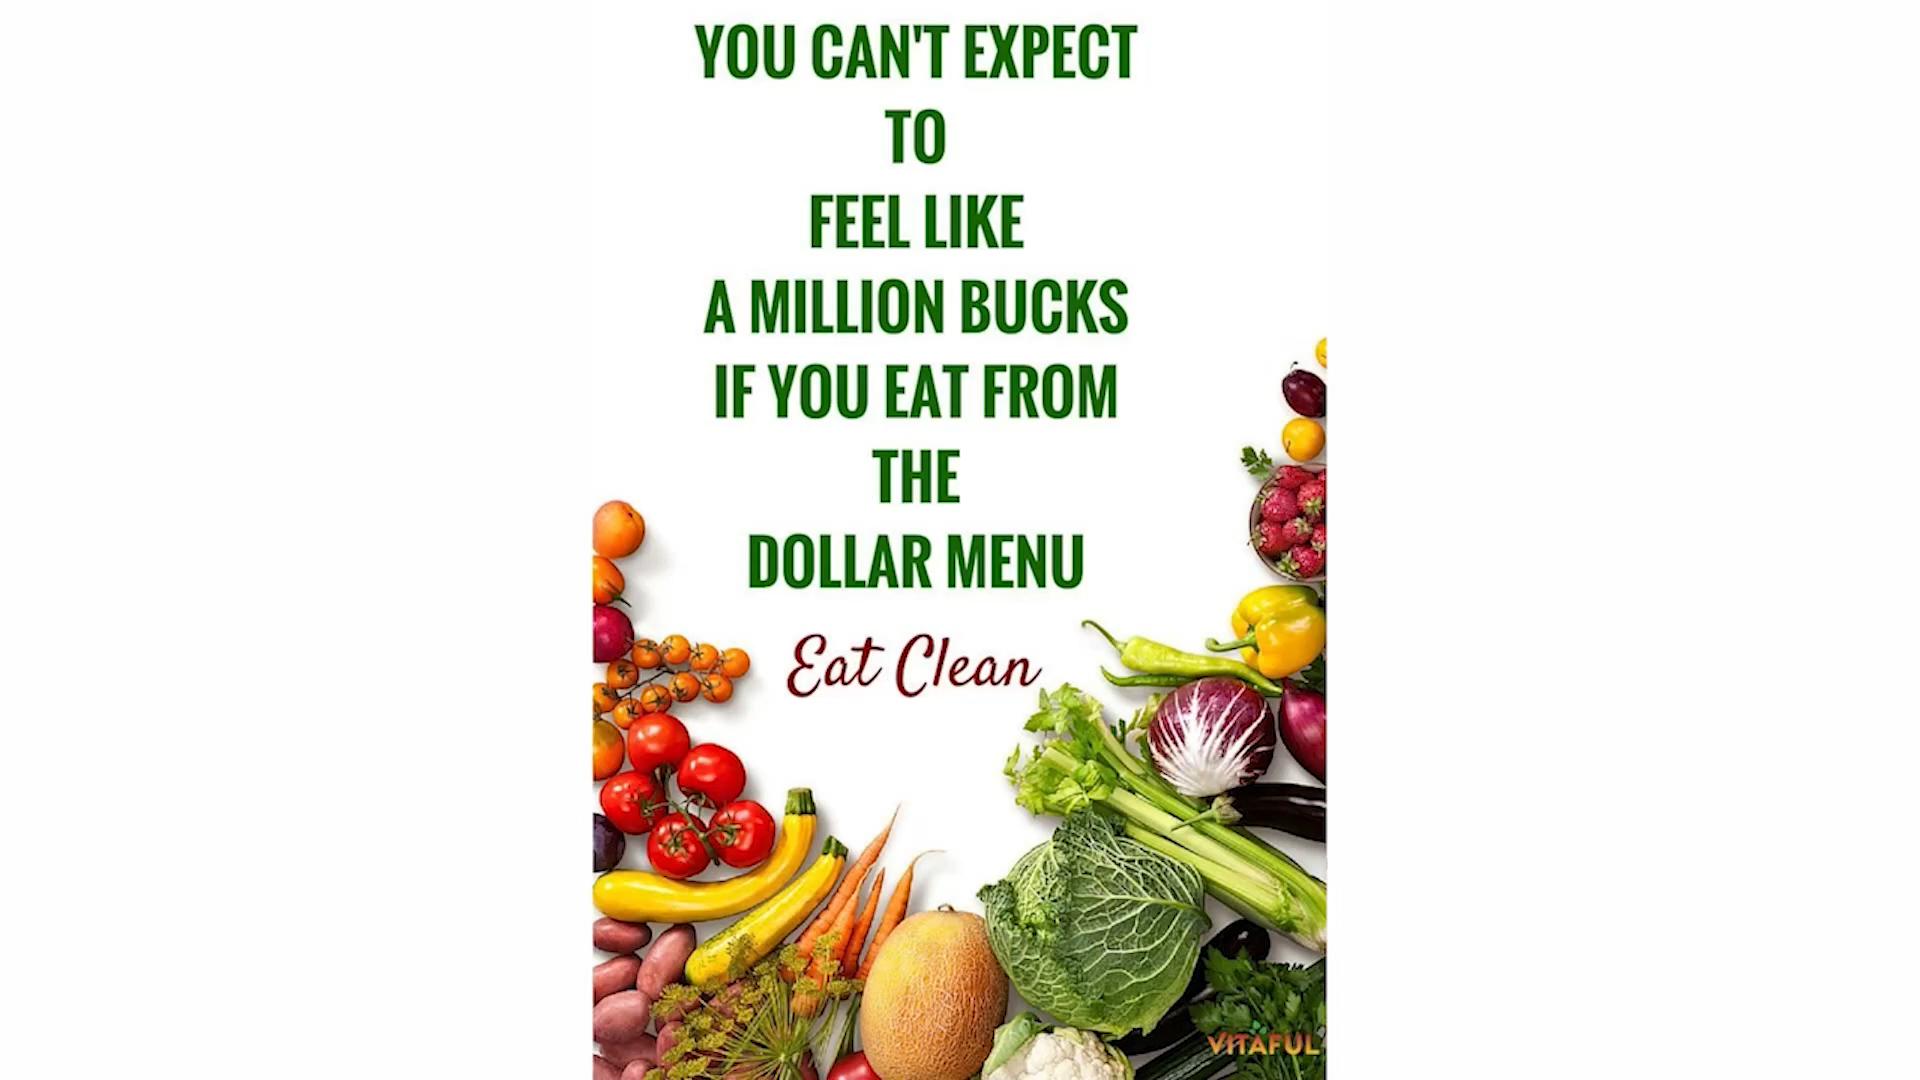 YOU CAN'T EXPECT
TO
FEEL LIKE
A MILLION BUCKS
IF YOU EAT FROM
THE
DOLLAR MENU
Eat Clean
VITAFUL